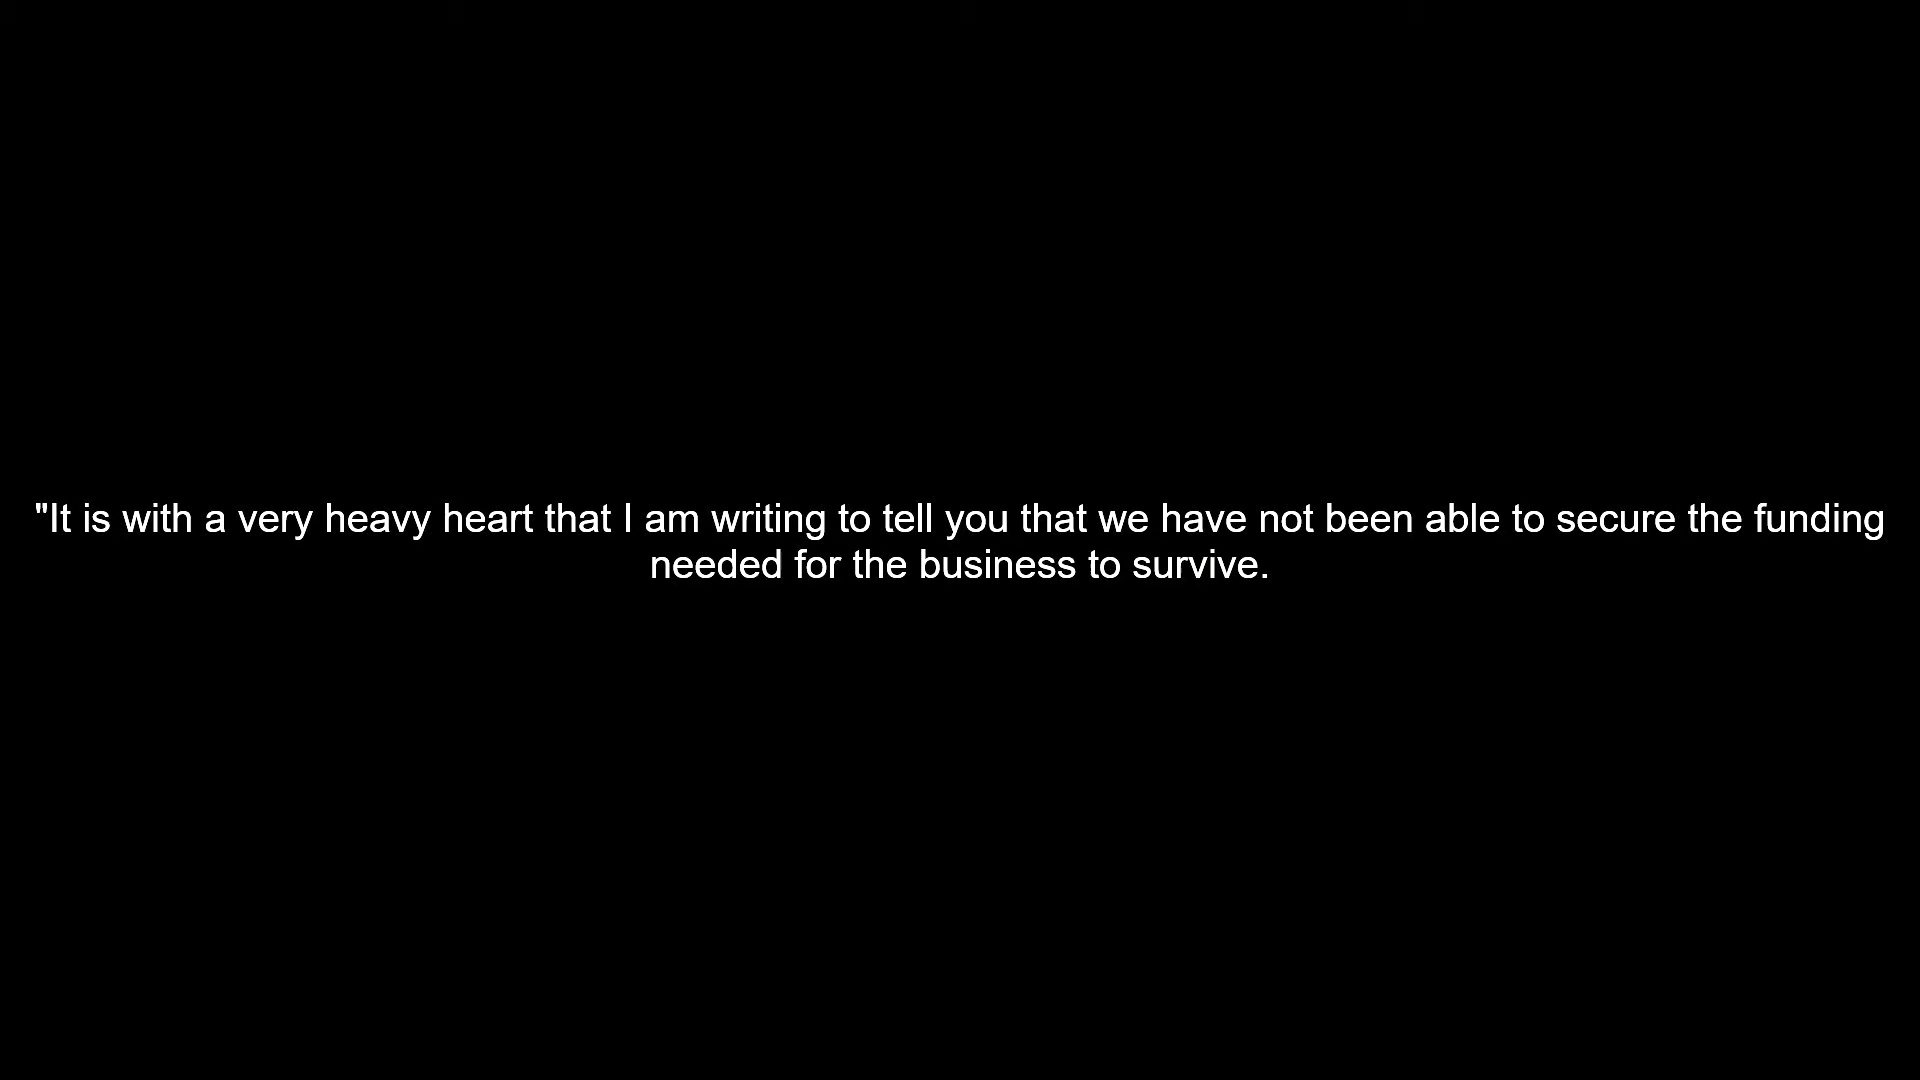 "It is with a very heavy heart that I am writing to tell you that we have not been able to secure the funding
needed for the business to survive.